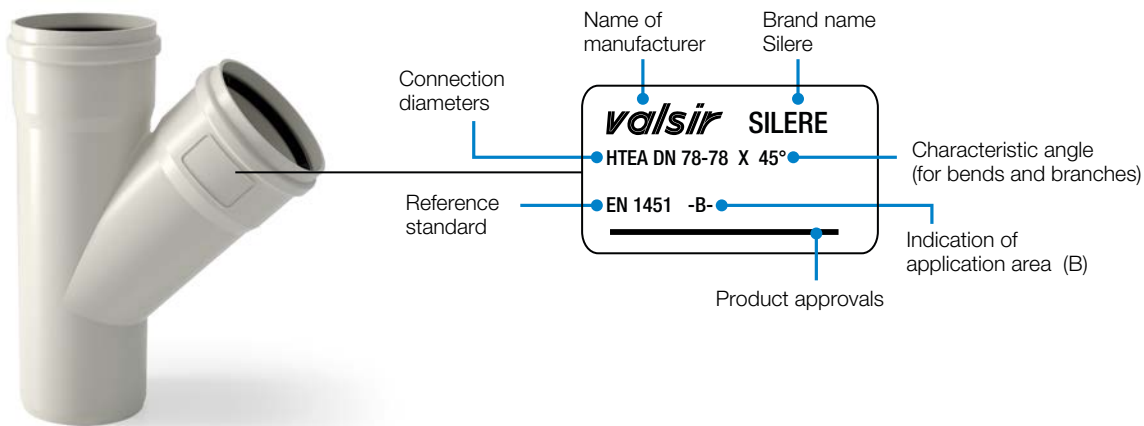 Name of
manufacturer
Brand name
Silere
Connection
diameters
valsir SILERE
HTEA DN 78-78 X 45°
Characteristic angle
(for bends and branches)
Reference
standard
EN 1451 -B-
Indication of
application area (B)
Product approvals